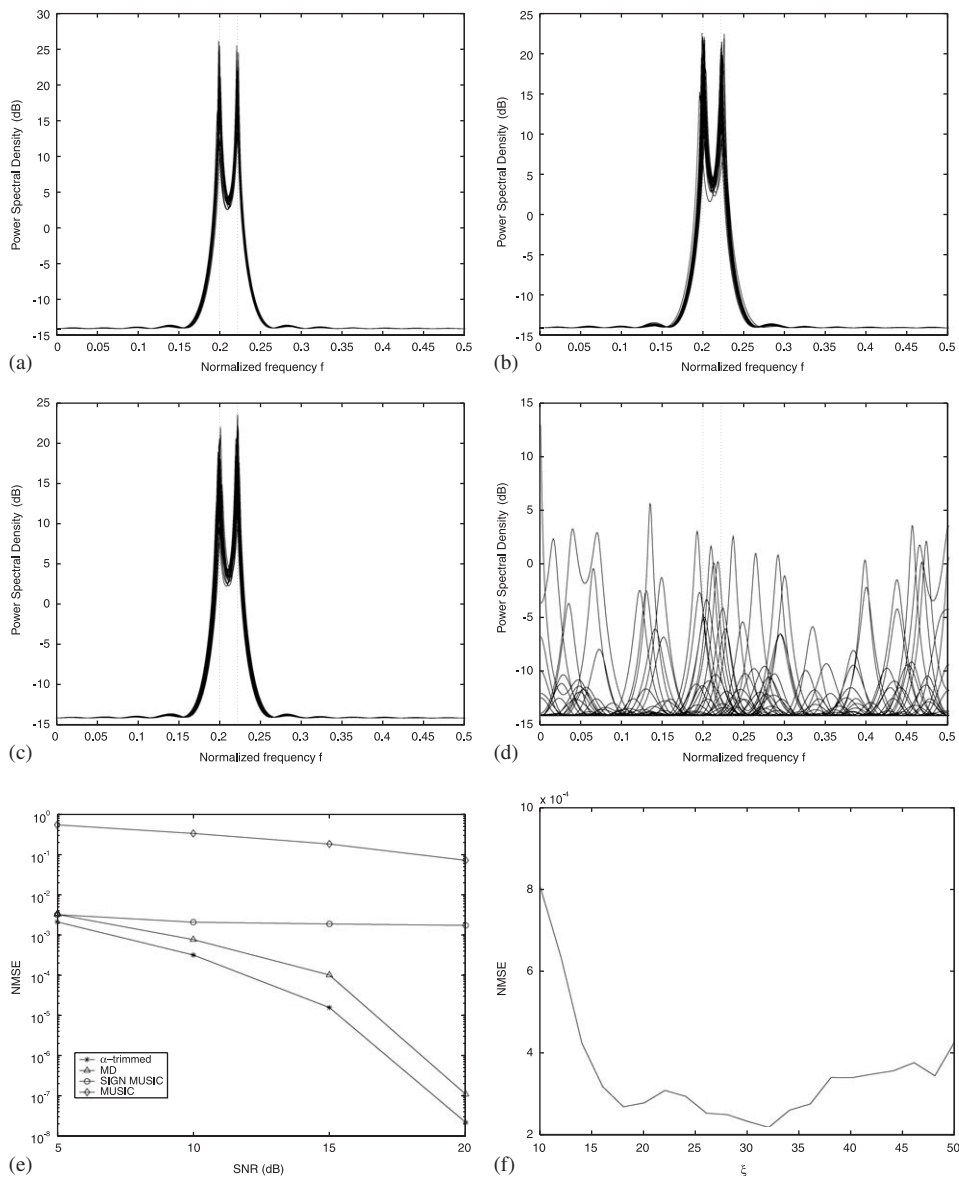 30
25
20
15
10
5
0
-5
-10
-15
0 0.05 0.1 0.15 0.2 0.25 0.3 0.35 0.4 0.45 0.5
Power Spectral Density (dB)
Normalized frequency f
(a)
25
20
15
10
5
0
-5
-10
-15
0 0.05 0.1 0.15 0.2 0.25 0.3 0.35 0.4 0.45 0.5
Power Spectral Density (dB)
Normalized frequency f
(b)
25
20
15
10
5
0
-5
-10
-15
0 0.05 0.1 0.15 0.2 0.25 0.3 0.35 0.4 0.45 0.5
Power Spectral Density (dB)
Normalized frequency f
(c)
15
10
5
0
-5
-10
-15
0 0.05 0.1 0.15 0.2 0.25 0.3 0.35 0.4 0.45 0.5
Power Spectral Density (dB)
Normalized frequency f
(d)
10⁰
10⁻¹
10⁻²
10⁻³
10⁻⁴
10⁻⁵
10⁻⁶
10⁻⁷
10⁻⁸
NMSE
α−trimmed
MD
SIGN MUSIC
MUSIC
5 10 15 20
SNR (dB)
(e)
x 10⁻⁴
10
8
6
4
2
NMSE
10 15 20 25 30 35 40 45 50
ξ
(f)